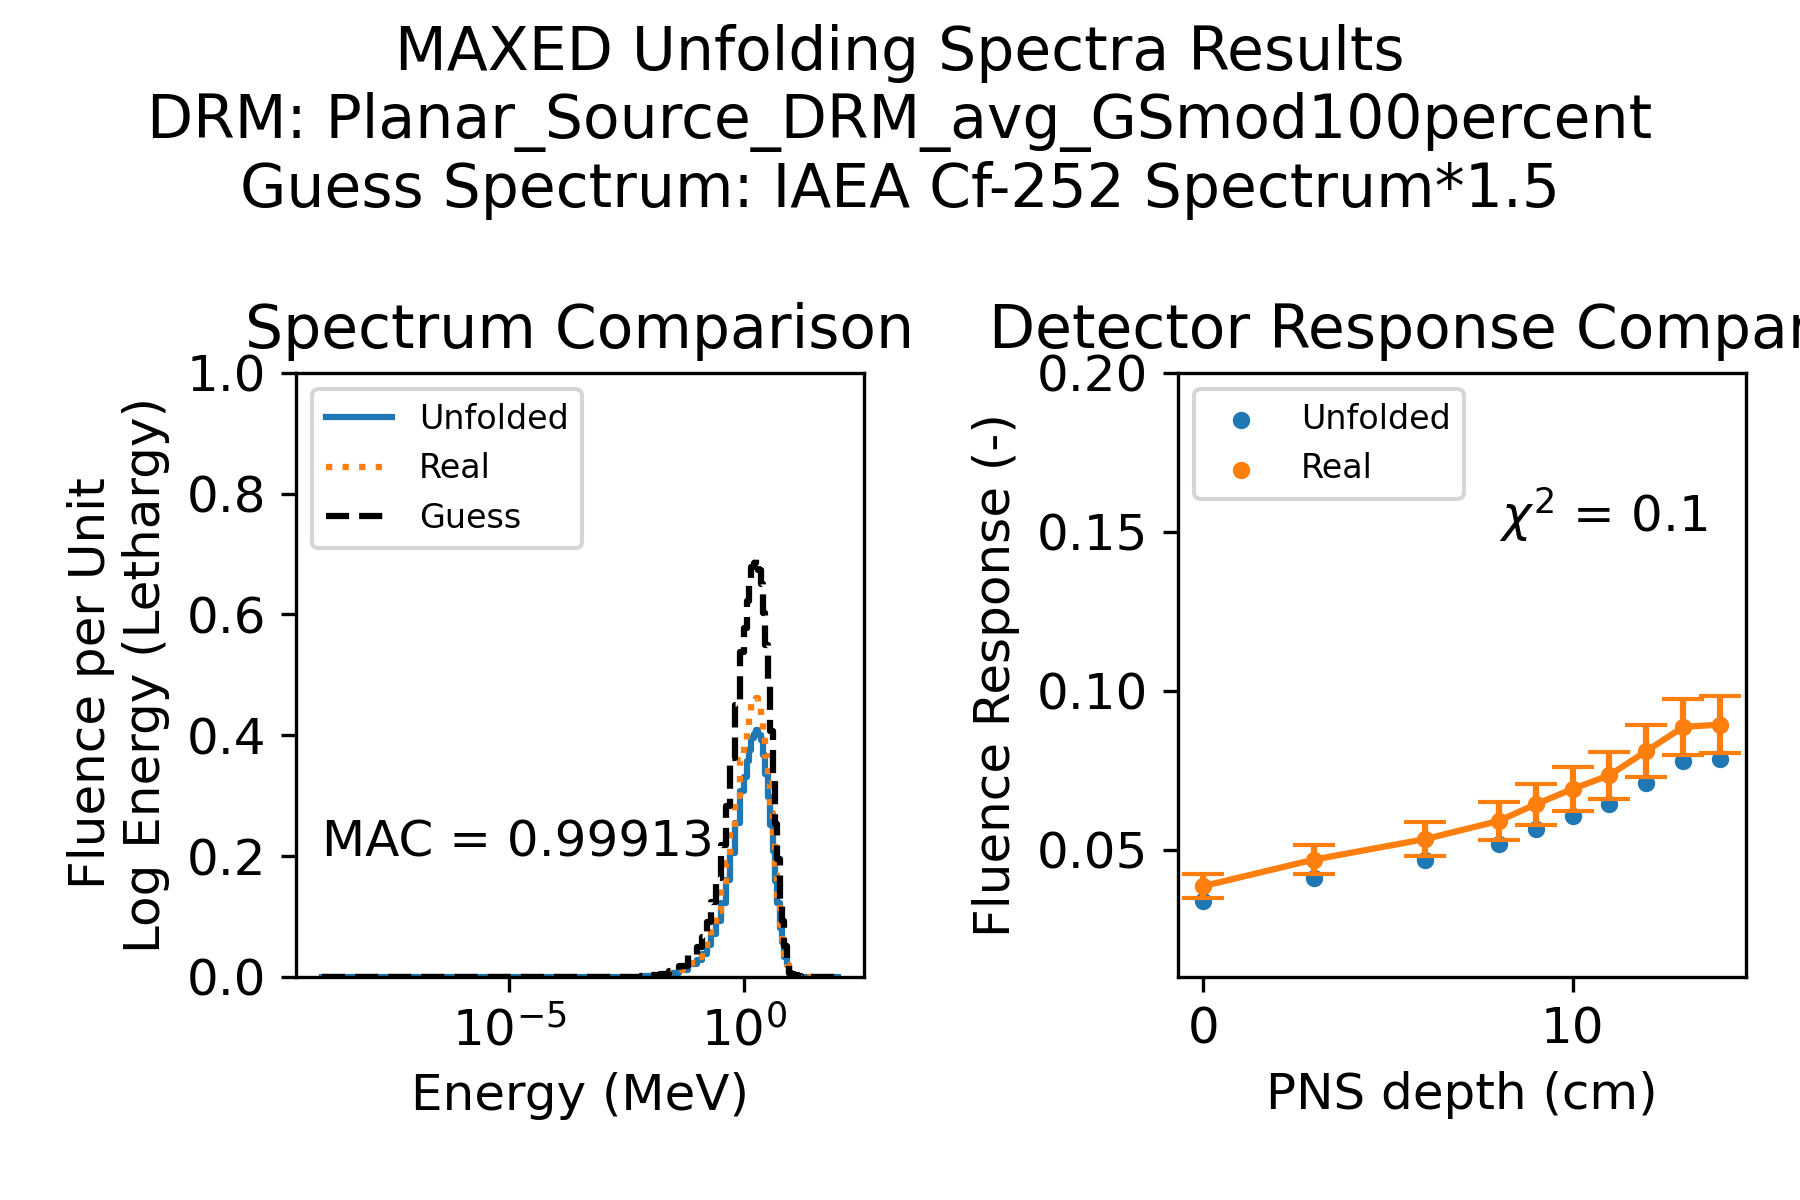 MAXED Unfolding Spectra Results
DRM: Planar_Source_DRM_avg_GSmod100percent
Guess Spectrum: IAEA Cf-252 Spectrum*1.5
Spectrum Comparison
1.0
0.8
0.6
0.4
0.2
0.0
Fluence per Unit
Log Energy (Lethargy)
Unfolded
Real
Guess
MAC = 0.99913
10⁻⁵
10⁰
Energy (MeV)
Detector Response Compar
0.20
0.15
0.10
0.05
Fluence Response (-)
Unfolded
Real
χ² = 0.1
0
10
PNS depth (cm)